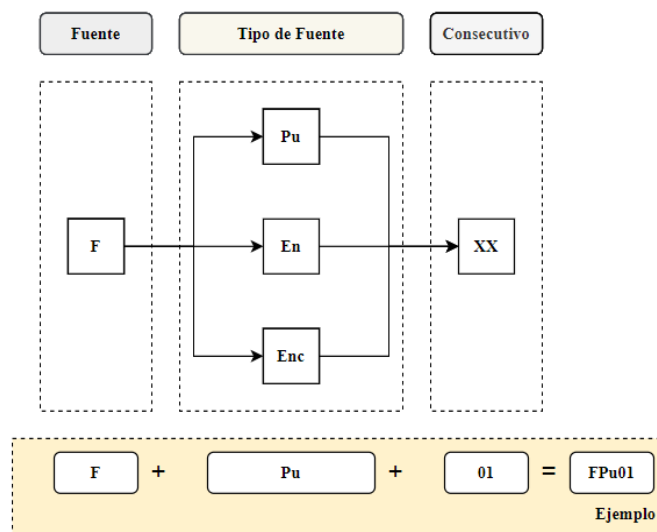 Fuente
Tipo de Fuente
Consecutivo
Pu
F
En
XX
Enc
F + Pu + 01 = FPu01
Ejemplo